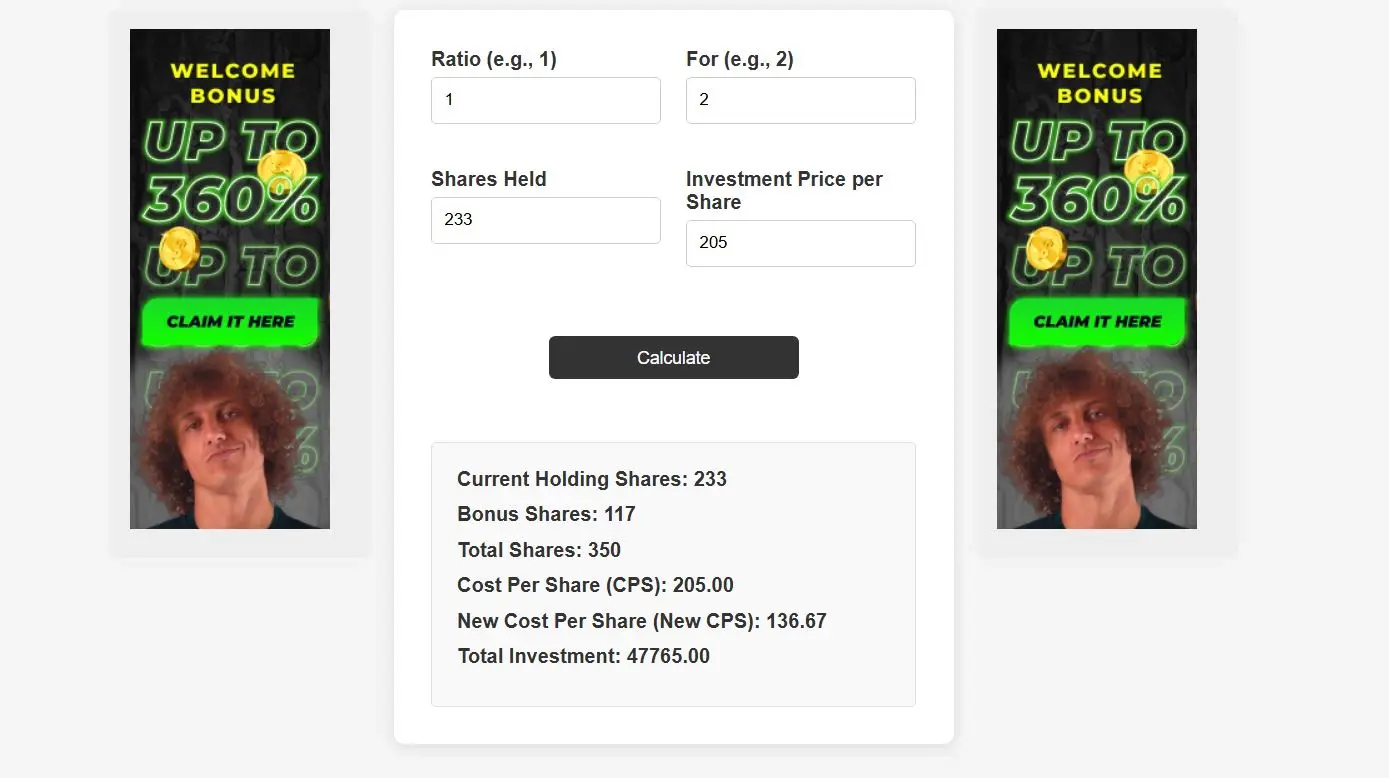 WELCOME
BONUS
UP TO
360%
UP TO
CLAIM IT HERE
Ratio (e.g., 1)
1
For (e.g., 2)
2
Shares Held
233
Investment Price per
Share
205
Calculate
Current Holding Shares: 233
Bonus Shares: 117
Total Shares: 350
Cost Per Share (CPS): 205.00
New Cost Per Share (New CPS): 136.67
Total Investment: 47765.00
WELCOME
BONUS
UP TO
360%
UP TO
CLAIM IT HERE